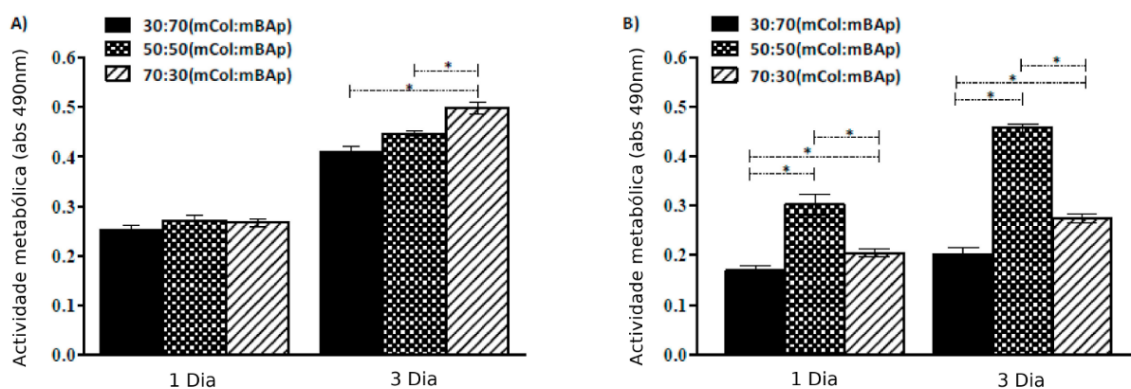 A)
30:70(mCol:mBAp)
50:50(mCol:mBAp)
70:30(mCol:mBAp)
Actividade metabólica (abs 490nm)
0.6
0.5
0.4
0.3
0.2
0.1
0.0
*
*
1 Dia
3 Dia
B)
30:70(mCol:mBAp)
50:50(mCol:mBAp)
70:30(mCol:mBAp)
Actividade metabólica (abs 490nm)
0.6
0.5
0.4
0.3
0.2
0.1
0.0
*
*
*
*
*
*
1 Dia
3 Dia